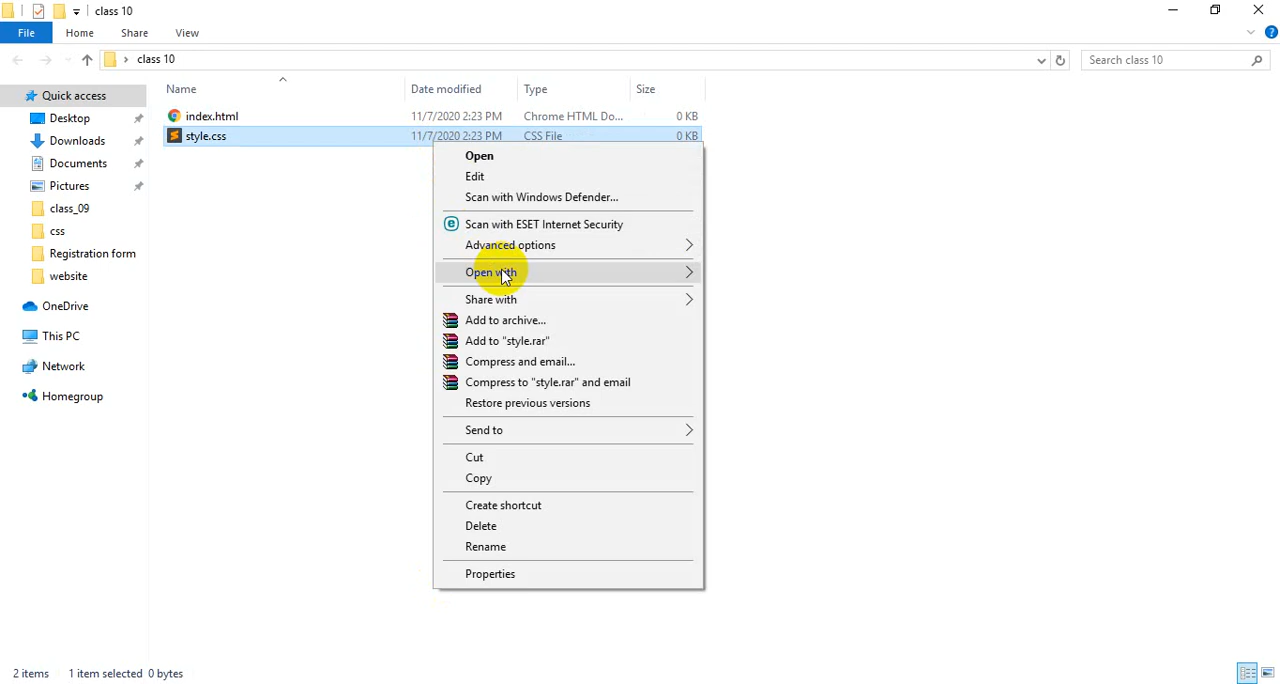 class 10
File Home Share View
class 10
Search class 10
Name Date modified Type Size
Quick access
Desktop
Downloads
Documents
Pictures
class_09
css
Registration form
website
OneDrive
This PC
Network
Homegroup
index.html 11/7/2020 2:23 PM Chrome HTML Do... 0 KB
style.css 11/7/2020 2:23 PM CSS File 0 KB
Open
Edit
Scan with Windows Defender...
Scan with ESET Internet Security
Advanced options
Open with
Share with
Add to archive...
Add to "style.rar"
Compress and email...
Compress to "style.rar" and email
Restore previous versions
Send to
Cut
Copy
Create shortcut
Delete
Rename
Properties
2 items 1 item selected 0 bytes